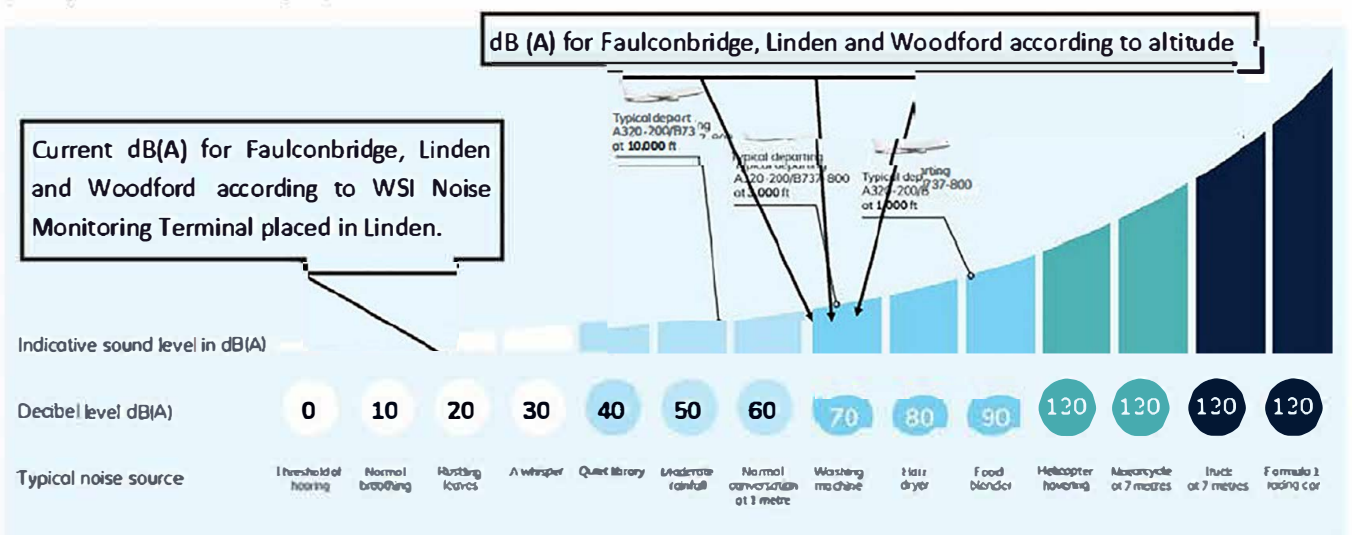 dB (A) for Faulconbridge, Linden and Woodford according to altitude
Current dB(A) for Faulconbridge, Linden
and Woodford according to WSI Noise
Monitoring Terminal placed in Linden.
Typical depart ng
A320-200/B73
at 10,000 ft
Typical departing
A320-200/B737 800
at 3,000 ft
Typical departing
A320-200/B737-800
at 1,000 ft
Indicative sound level in dB(A)
Decibel level dB(A)
0 10 20 30 40 50 60 70 80 90 120 120 120 120
Typical noise source
Threshold of
hearing
Normal
breathing
Rustling
leaves
A whisper
Quiet library
Moderate
rainfall
Normal
conversation
at 1 metre
Washing
machine
Hair
dryer
Food
blender
Helicopter
hovering
Motorcycle
at 7 metres
Truck
at 7 metres
Formula 1
racing car